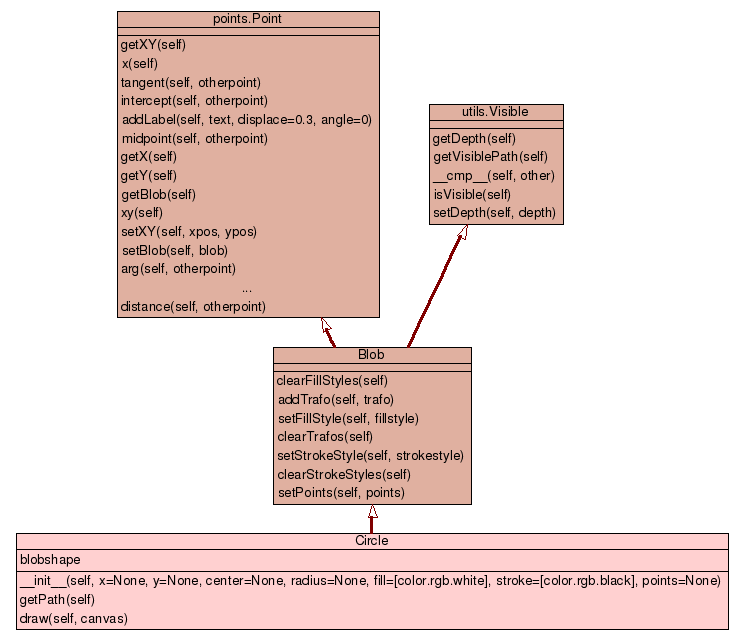 points.Point
getXY(self)
x(self)
tangent(self, otherpoint)
intercept(self, otherpoint)
addLabel(self, text, displace=0.3, angle=0)
midpoint(self, otherpoint)
getX(self)
getY(self)
getBlob(self)
xy(self)
setXY(self, xpos, ypos)
setBlob(self, blob)
arg(self, otherpoint)
...
distance(self, otherpoint)
utils.Visible
getDepth(self)
getVisiblePath(self)
__cmp__(self, other)
isVisible(self)
setDepth(self, depth)
Blob
clearFillStyles(self)
addTrafo(self, trafo)
setFillStyle(self, fillstyle)
clearTrafos(self)
setStrokeStyle(self, strokestyle)
clearStrokeStyles(self)
setPoints(self, points)
Circle
blobshape
__init__(self, x=None, y=None, center=None, radius=None, fill=[color.rgb.white], stroke=[color.rgb.black], points=None)
getPath(self)
draw(self, canvas)